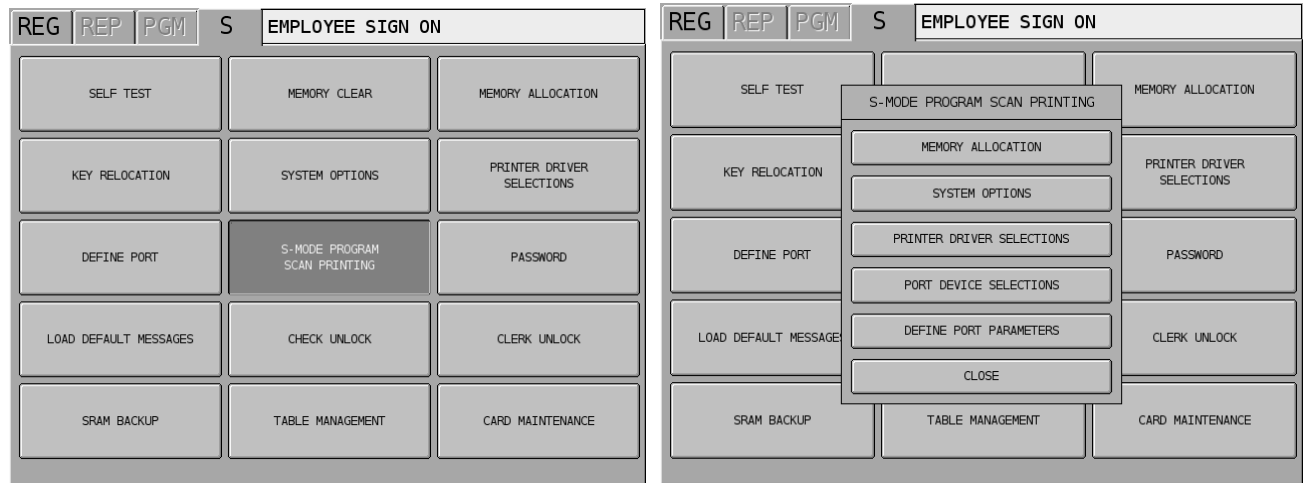 REG REP PGM S EMPLOYEE SIGN ON
SELF TEST MEMORY CLEAR MEMORY ALLOCATION
KEY RELOCATION SYSTEM OPTIONS PRINTER DRIVER
SELECTIONS
DEFINE PORT S-MODE PROGRAM
SCAN PRINTING PASSWORD
LOAD DEFAULT MESSAGES CHECK UNLOCK CLERK UNLOCK
SRAM BACKUP TABLE MANAGEMENT CARD MAINTENANCE
REG REP PGM S EMPLOYEE SIGN ON
SELF TEST MEMORY ALLOCATION
KEY RELOCATION PRINTER DRIVER
SELECTIONS
DEFINE PORT PASSWORD
LOAD DEFAULT MESSAGES CLERK UNLOCK
SRAM BACKUP TABLE MANAGEMENT CARD MAINTENANCE
S-MODE PROGRAM SCAN PRINTING
MEMORY ALLOCATION
SYSTEM OPTIONS
PRINTER DRIVER SELECTIONS
PORT DEVICE SELECTIONS
DEFINE PORT PARAMETERS
CLOSE